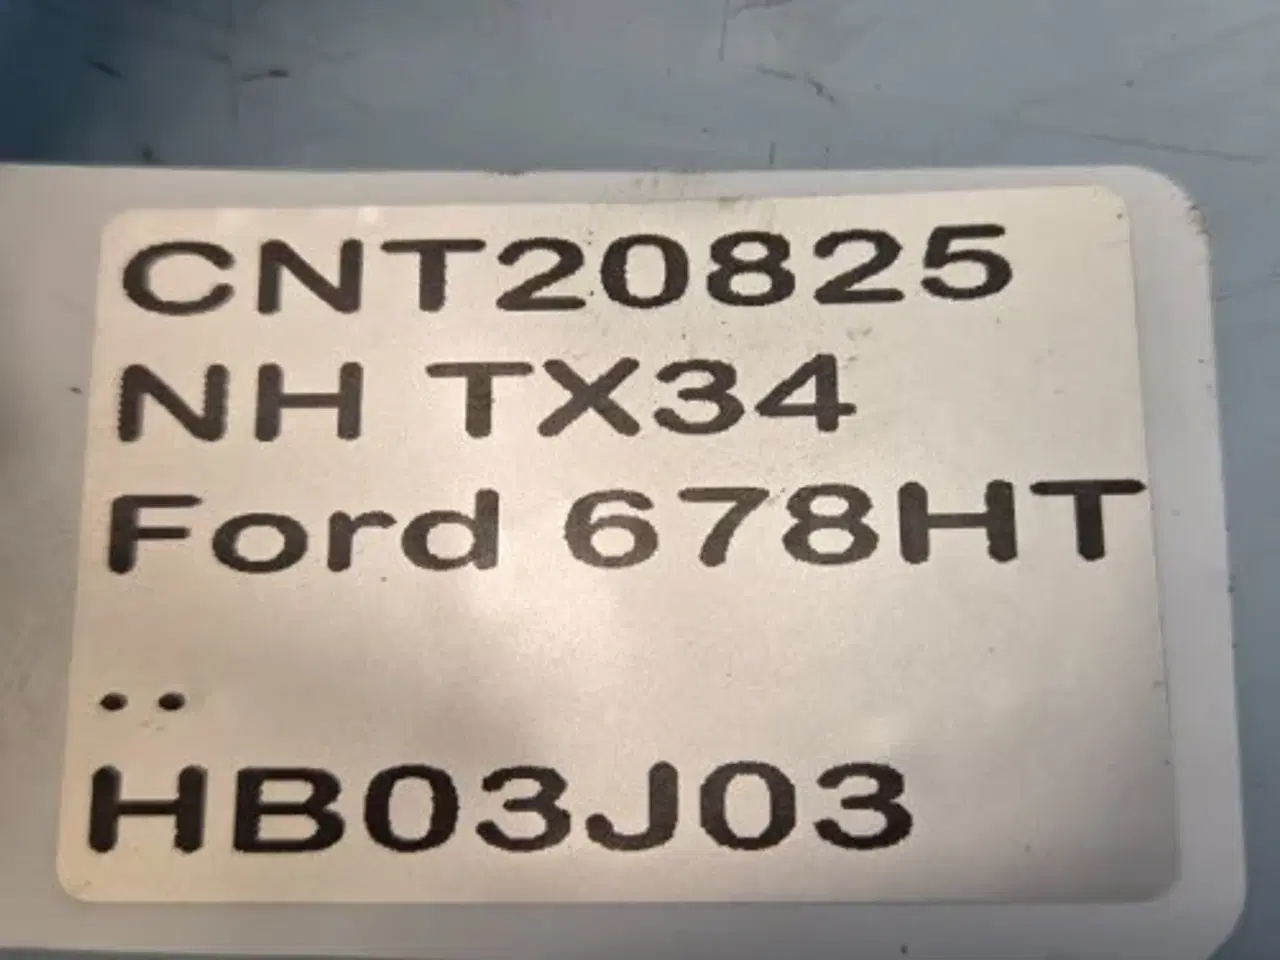 CNT20825
NH TX34
Ford 678HT
..
HB03J03